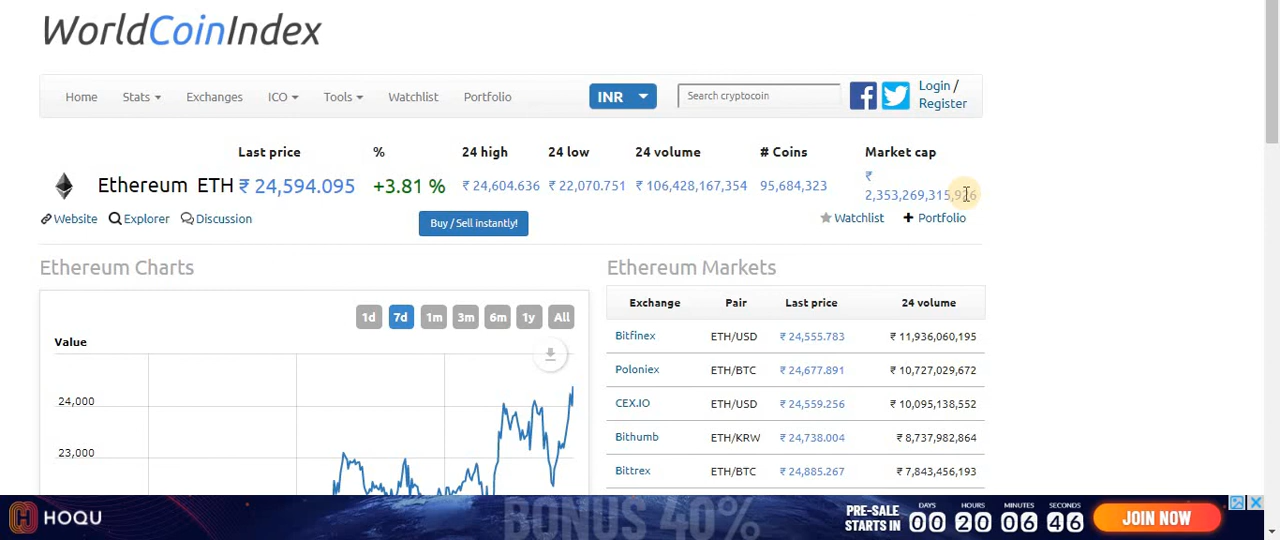 WorldCoinIndex
Home Stats Exchanges ICO Tools Watchlist Portfolio INR Search cryptocoin Login / Register
Last price % 24 high 24 low 24 volume # Coins Market cap
Ethereum ETH ₹ 24,594.095 +3.81 % ₹ 24,604.636 ₹ 22,070.751 ₹ 106,428,167,354 95,684,323 ₹
Website Explorer Discussion Buy / Sell instantly! Watchlist Portfolio
Ethereum Charts
1d 7d 1m 3m 6m 1y All
Value
24,000
23,000
Ethereum Markets
Exchange Pair Last price 24 volume
Bitfinex ETH/USD ₹ 24,555.783 ₹ 11,936,060,195
Poloniex ETH/BTC ₹ 24,677.891 ₹ 10,727,029,672
CEX.IO ETH/USD ₹ 24,559.256 ₹ 10,095,138,552
Bithumb ETH/KRW ₹ 24,738.004 ₹ 8,737,982,864
Bittrex ETH/BTC ₹ 24,885.267 ₹ 7,843,456,193
HOQU
BONUS 40%
PRE-SALE STARTS IN
DAYS HOURS MINUTES SECONDS
00 20 06 46
JOIN NOW